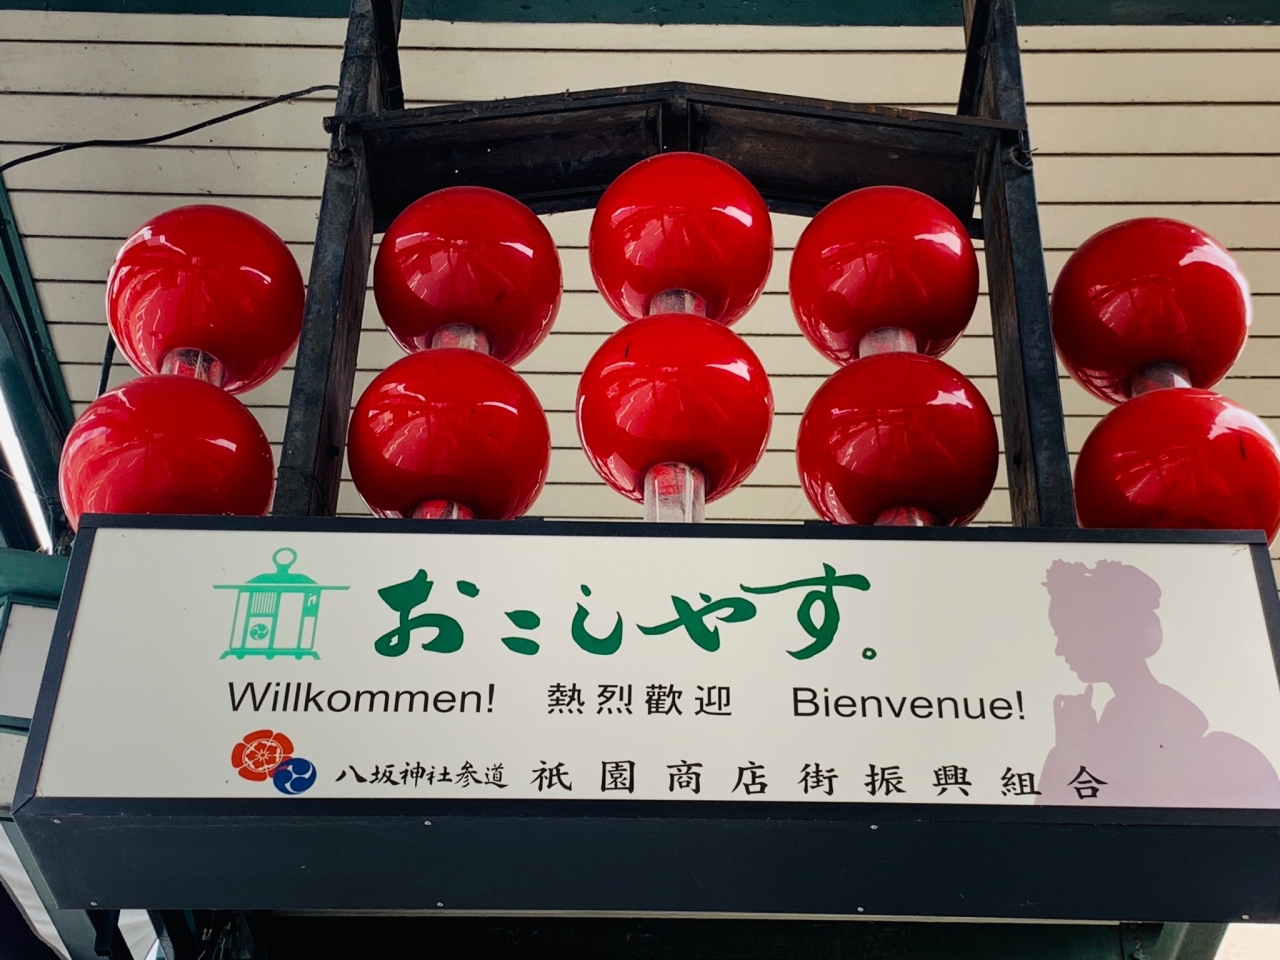 おこしやす。
Willkommen! 熱烈歡迎 Bienvenue!
八坂神社参道 祇園商店街振興組合